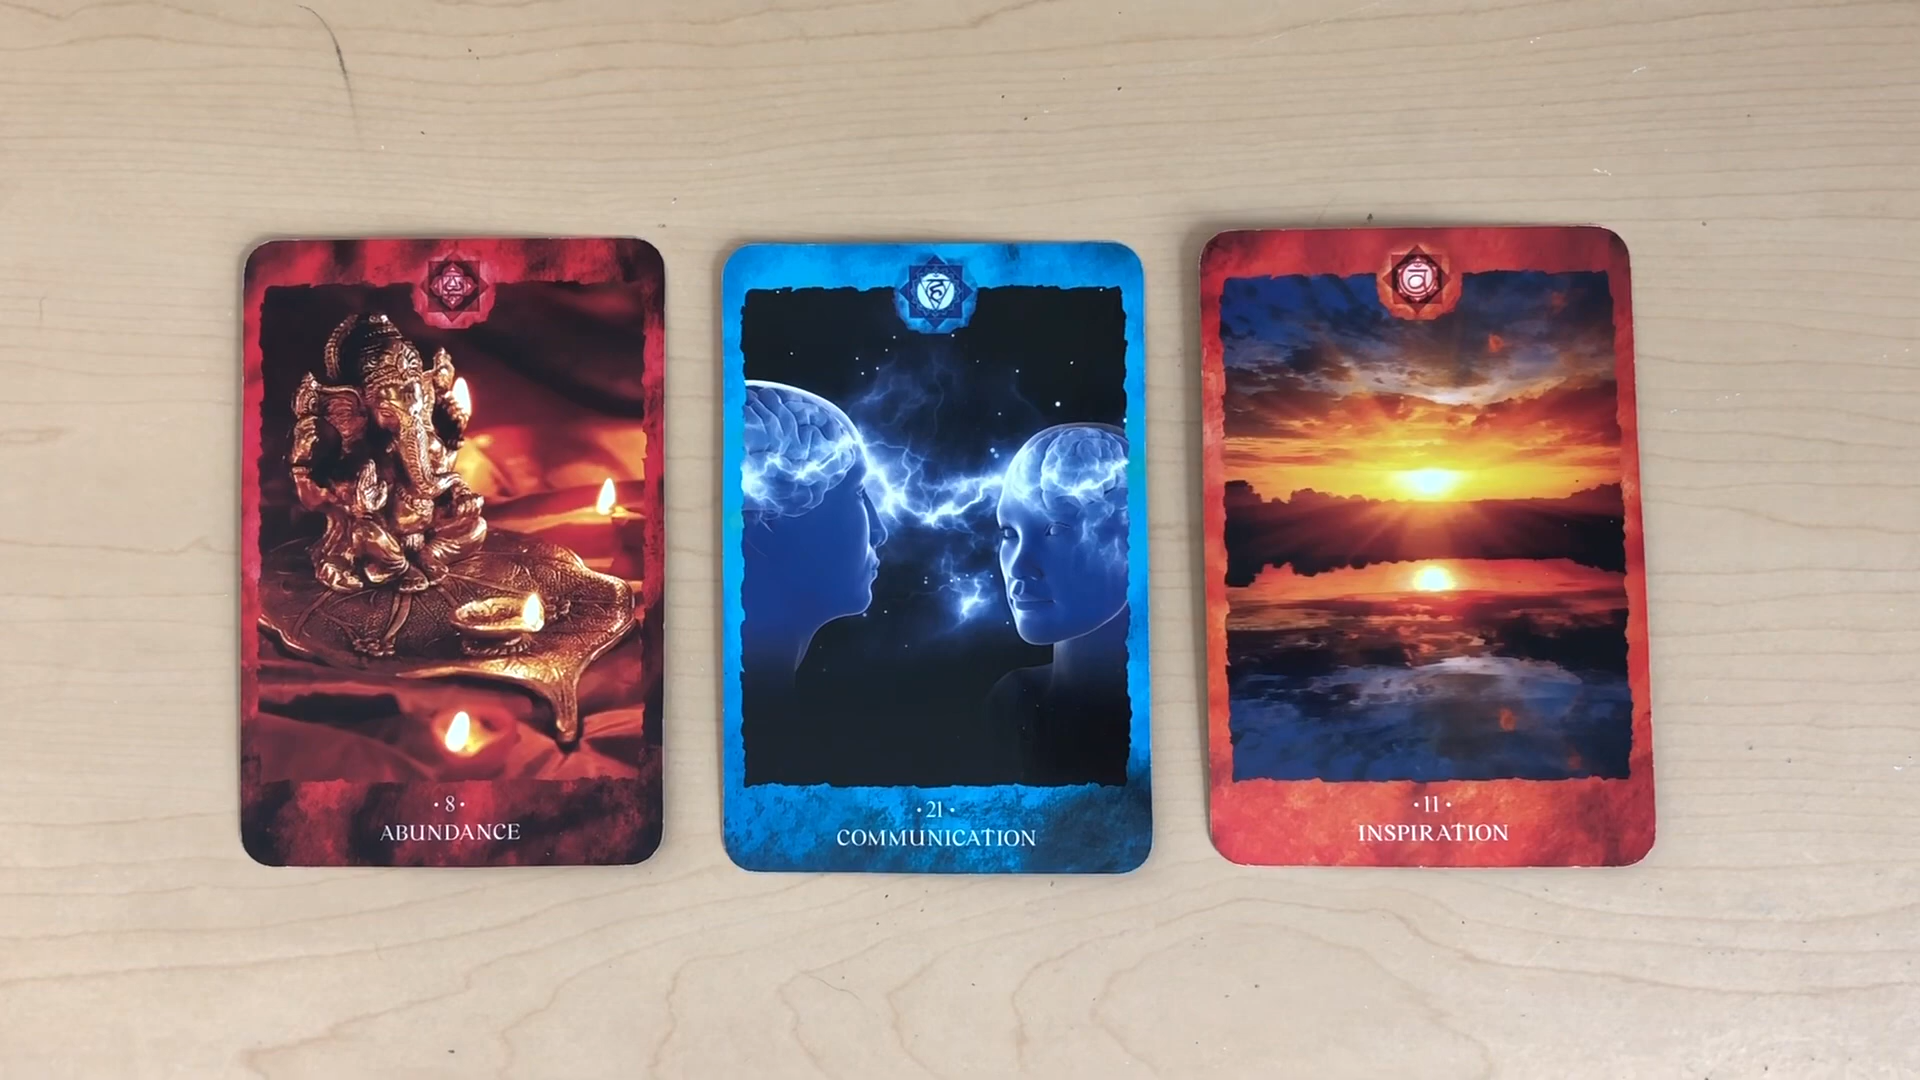 · 8 ·
ABUNDANCE
ह
· 21 ·
COMMUNICATION
· 11 ·
INSPIRATION